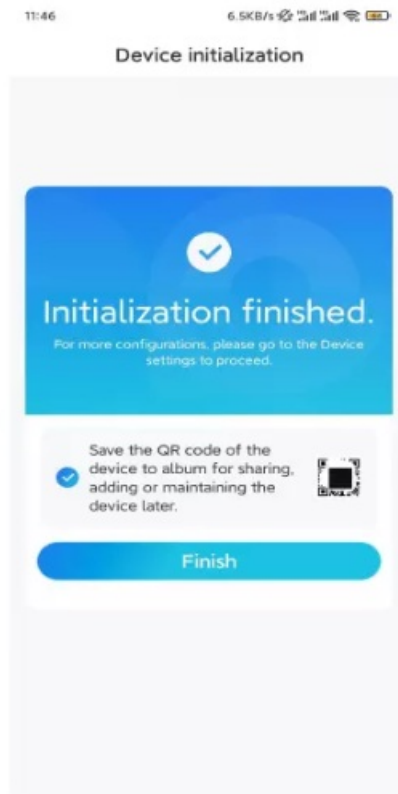 11:46
6.5KB/s
Device initialization
Initialization finished.
For more configurations, please go to the Device
settings to proceed.
Save the QR code of the
device to album for sharing,
adding or maintaining the
device later.
Finish